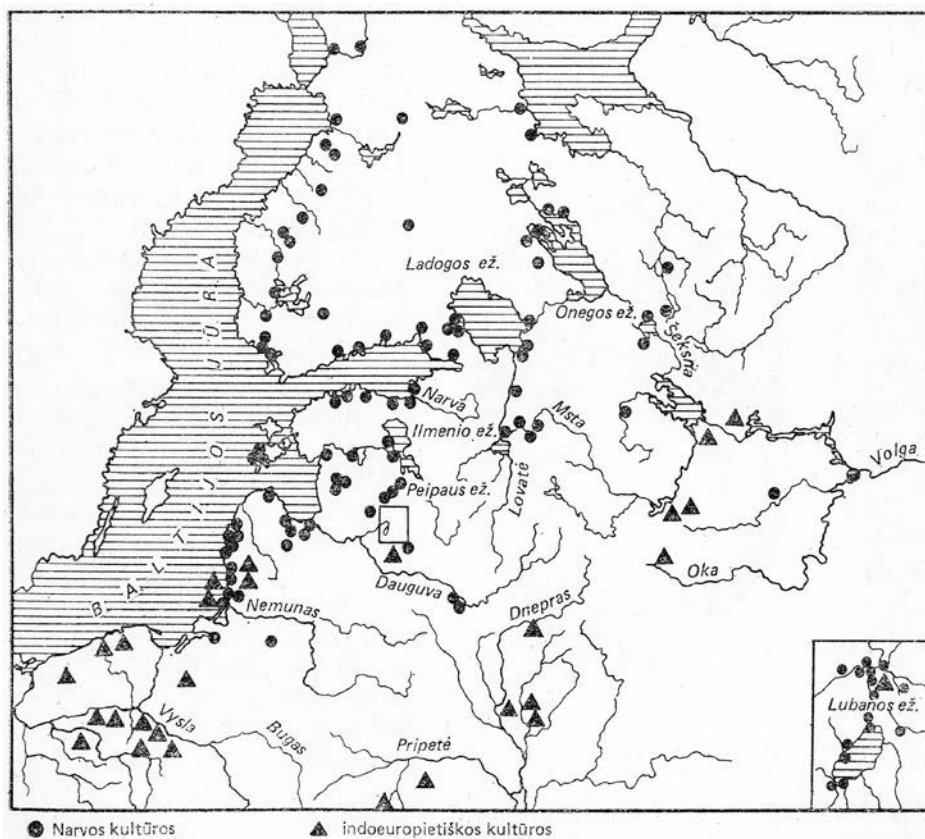 Ladogos ež.
Onegos ež.
Šeksna
BALTIJOS JŪRA
Narva
Ilmenio ež.
Msta
Volga
Peipaus ež.
Lovatė
Oka
Dauguva
Dnepras
Nemunas
Lubanos ež.
Vysla
Bugas
Pripetė
Narvos kultūros
indoeuropietiškos kultūros